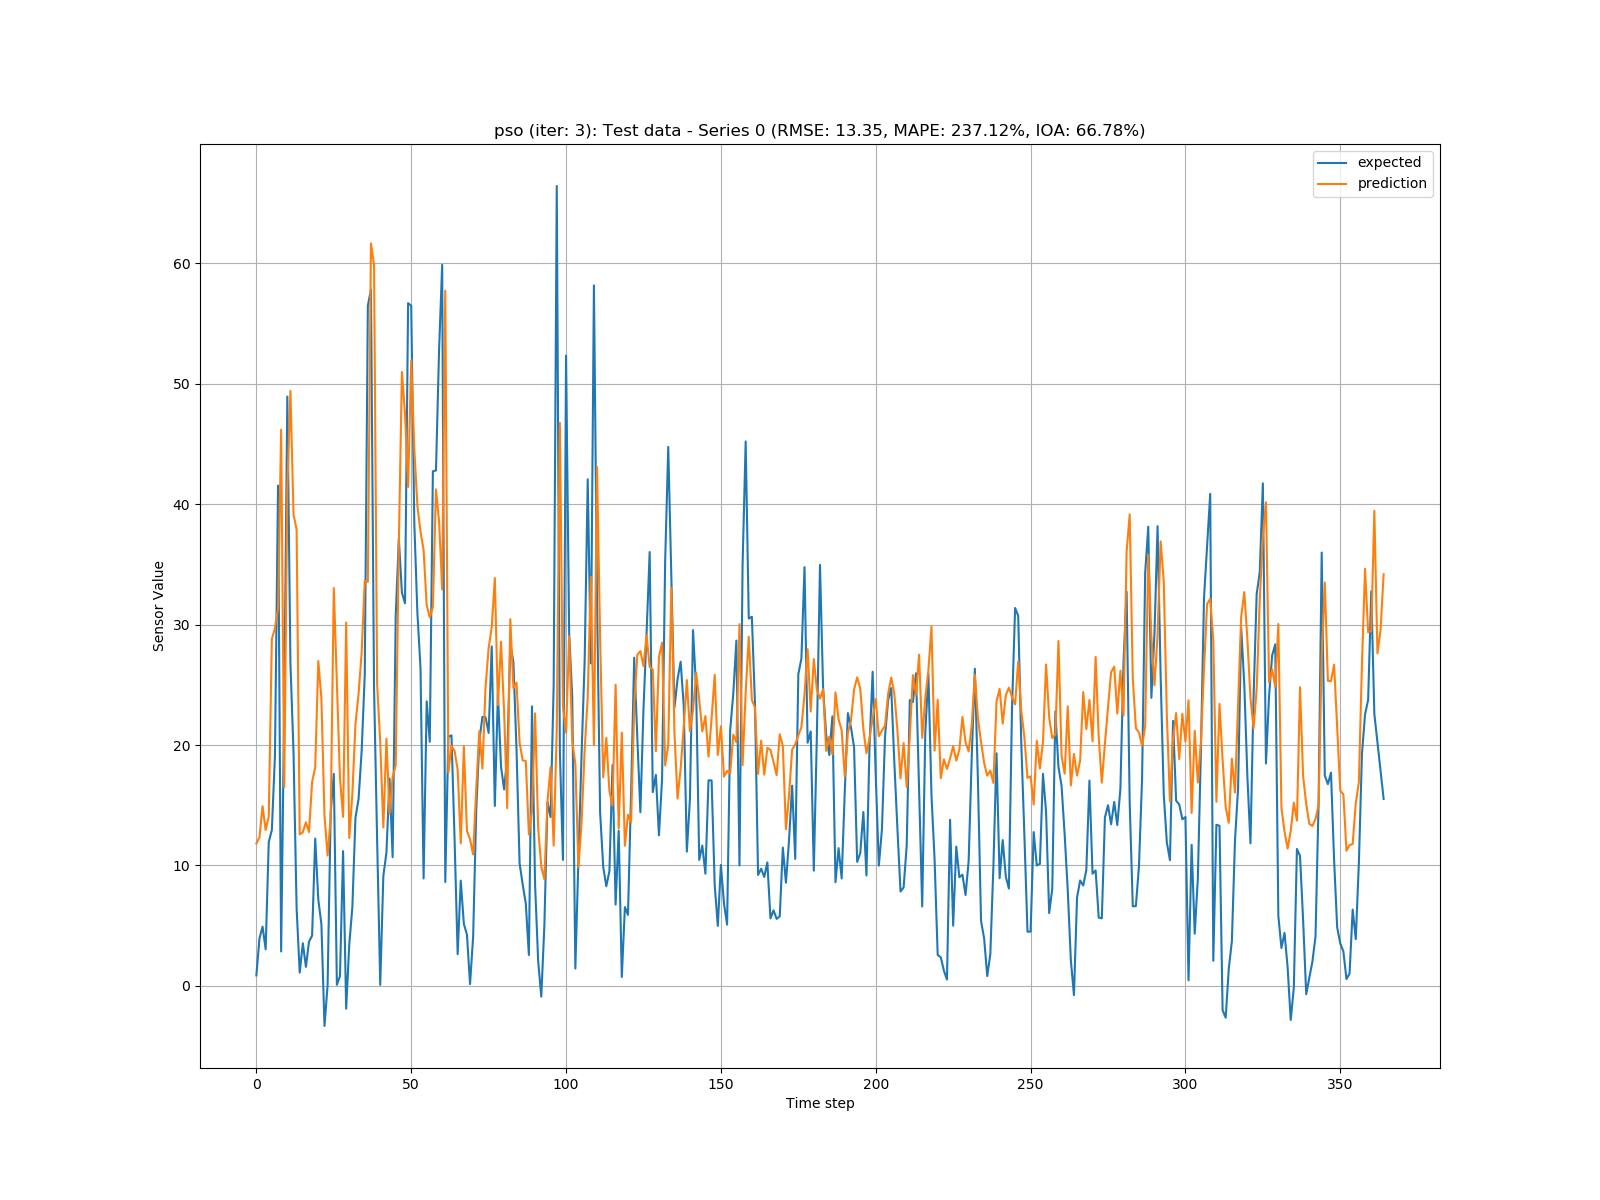 pso (iter: 3): Test data - Series 0 (RMSE: 13.35, MAPE: 237.12%, IOA: 66.78%)
expected
prediction
60
50
40
30
20
10
0
Sensor Value
0 50 100 150 200 250 300 350
Time step